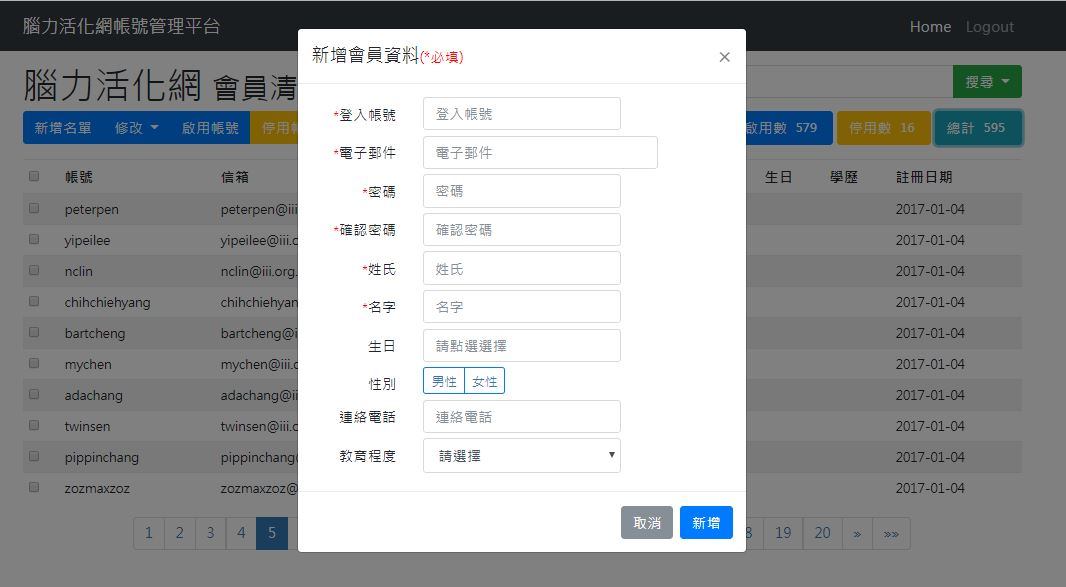 腦力活化網帳號管理平台
Home Logout
腦力活化網 會員清
搜尋
新增名單 修改 啟用帳號 停用帳
啟用數 579 停用數 16 總計 595
帳號 信箱 生日 學歷 註冊日期
peterpen peterpen@iii 2017-01-04
yipeilee yipeilee@iii.o 2017-01-04
nclin nclin@iii.org. 2017-01-04
chihchiehyang chihchiehyan 2017-01-04
bartcheng bartcheng@i 2017-01-04
mychen mychen@iii.o 2017-01-04
adachang adachang@iii 2017-01-04
twinsen twinsen@iii.c 2017-01-04
pippinchang pippinchang@ 2017-01-04
zozmaxzoz zozmaxzoz@ 2017-01-04
1 2 3 4 5 8 19 20 » »»
新增會員資料(*必填)
×
*登入帳號 登入帳號
*電子郵件 電子郵件
*密碼 密碼
*確認密碼 確認密碼
*姓氏 姓氏
*名字 名字
生日 請點選選擇
性別 男性 女性
連絡電話 連絡電話
教育程度 請選擇
取消 新增